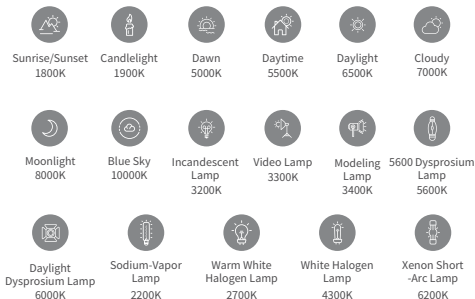 Sunrise/Sunset
1800K
Candlelight
1900K
Dawn
5000K
Daytime
5500K
Daylight
6500K
Cloudy
7000K
Moonlight
8000K
Blue Sky
10000K
Incandescent
Lamp
3200K
Video Lamp
3300K
Modeling
Lamp
3400K
5600 Dysprosium
Lamp
5600K
Daylight
Dysprosium Lamp
6000K
Sodium-Vapor
Lamp
2200K
Warm White
Halogen Lamp
2700K
White Halogen
Lamp
4300K
Xenon Short
-Arc Lamp
6200K